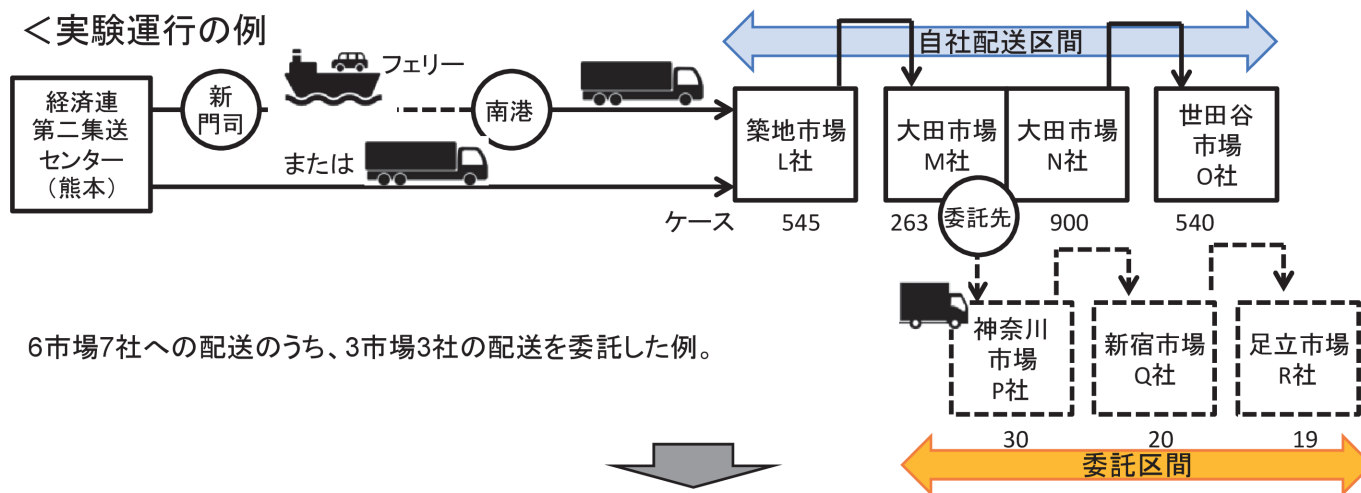 ＜実験運行の例
自社配送区間
フェリー
新
門司
南港
経済連
第二集送
センター
（熊本）
または
築地市場
L社
大田市場
M社
大田市場
N社
世田谷
市場
O社
ケース
545
263
委託先
900
540
6市場7社への配送のうち、3市場3社の配送を委託した例。
神奈川
市場
P社
新宿市場
Q社
足立市場
R社
30
20
19
委託区間